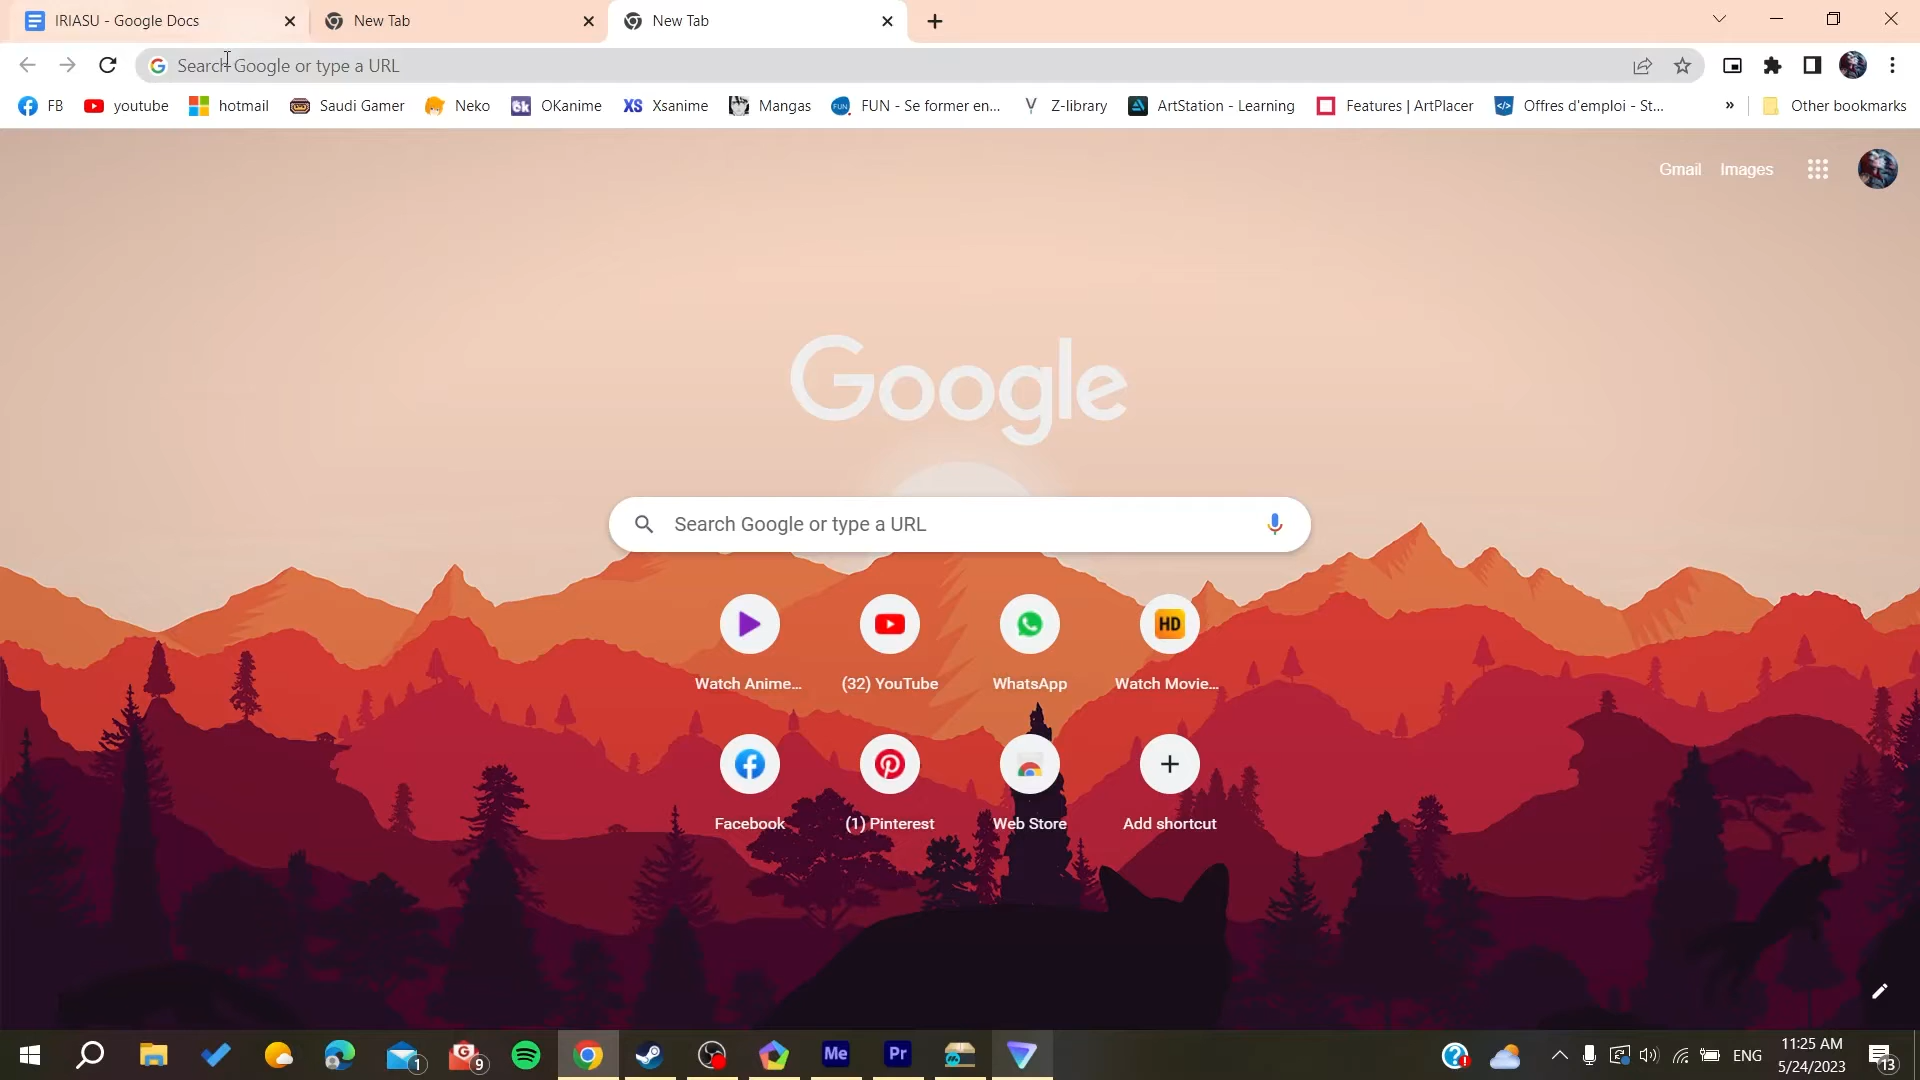 IRIASU - Google Docs
New Tab
New Tab
Search Google or type a URL
FB
youtube
hotmail
Saudi Gamer
Neko
OKanime
Xsanime
Mangas
FUN - Se former en...
Z-library
ArtStation - Learning
Features | ArtPlacer
Offres d'emploi - St...
»
Other bookmarks
Gmail
Images
Google
Search Google or type a URL
HD
Watch Anime...
(32) YouTube
WhatsApp
Watch Movie...
Facebook
(1) Pinterest
Web Store
Add shortcut
1
9
Me
Pr
ENG
11:25 AM
5/24/2023
13